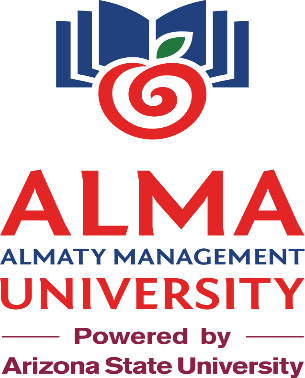 ALMA
ALMATY MANAGEMENT
UNIVERSITY
Powered by
Arizona State University